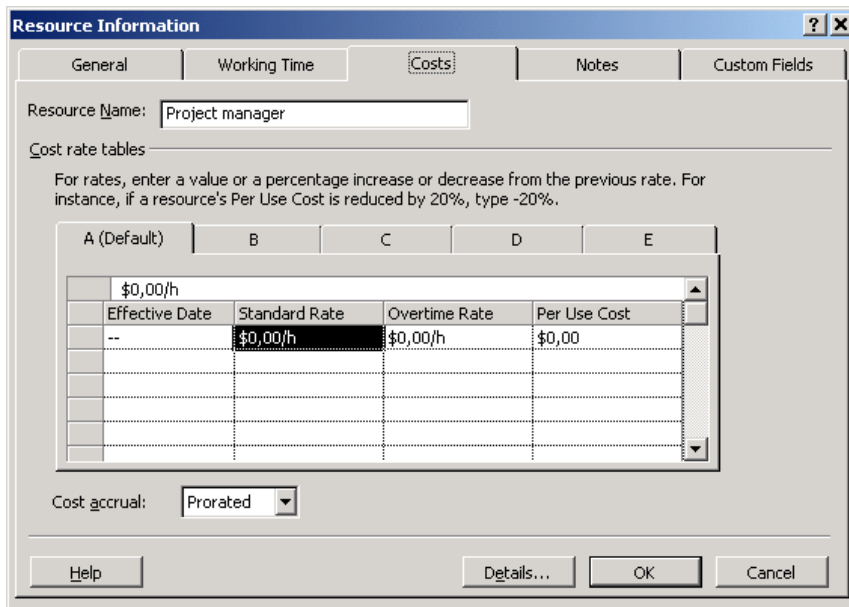 Resource Information
General Working Time Costs Notes Custom Fields
Resource Name: Project manager
Cost rate tables
For rates, enter a value or a percentage increase or decrease from the previous rate. For
instance, if a resource's Per Use Cost is reduced by 20%, type -20%.
A (Default) B C D E
$0,00/h
Effective Date Standard Rate Overtime Rate Per Use Cost
-- $0,00/h $0,00/h $0,00
Cost accrual: Prorated
Help Details... OK Cancel